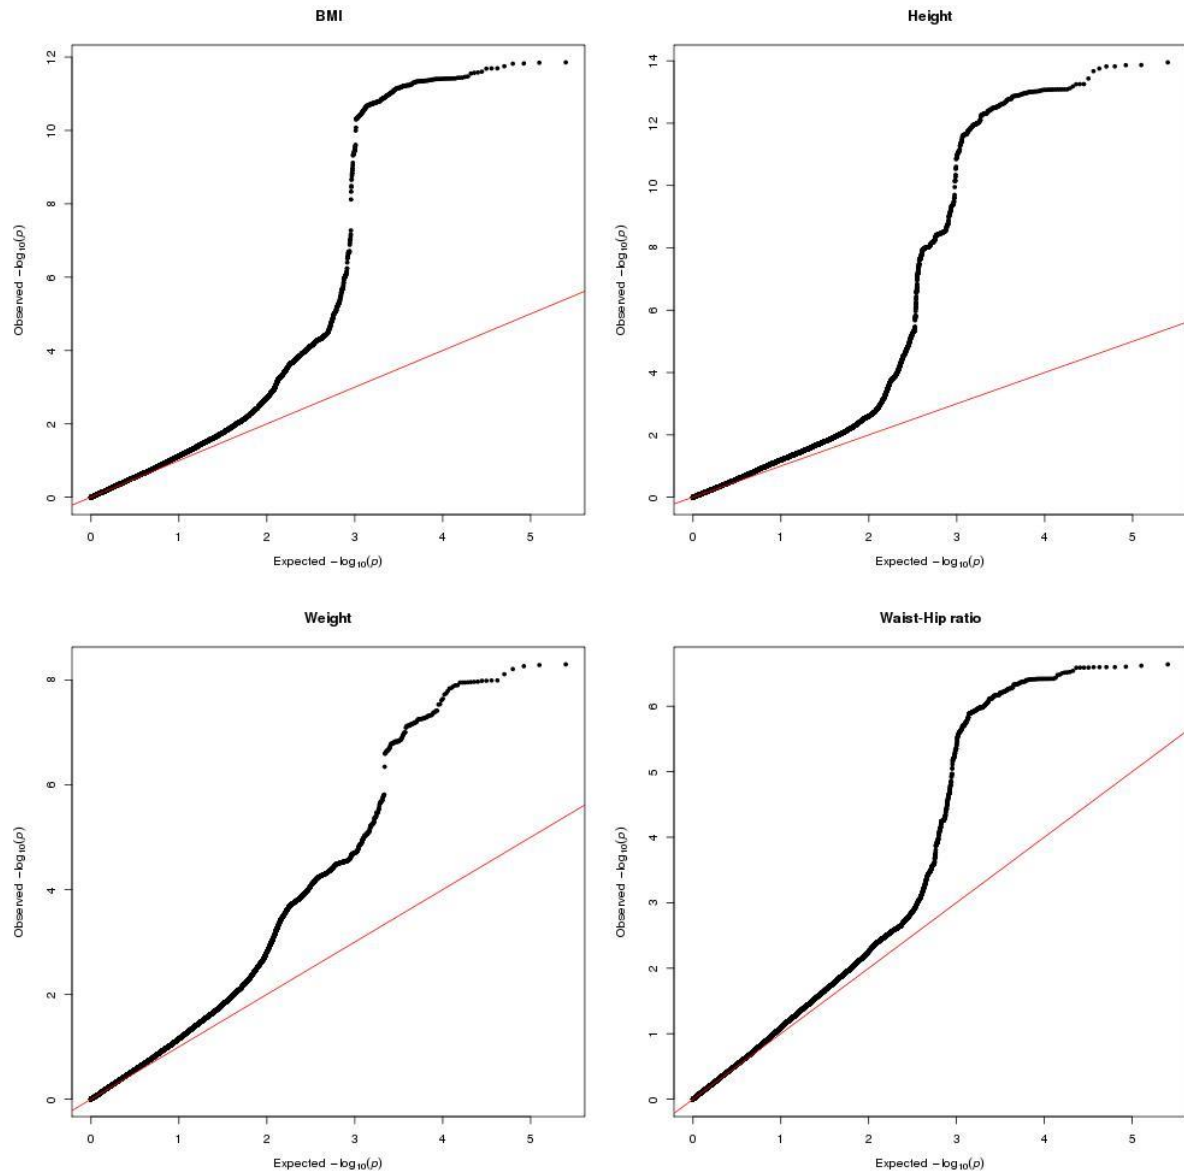 BMI
12
10
8
6
4
2
0
Observed −log10(p)
0 1 2 3 4 5
Expected −log10(p)
Height
14
12
10
8
6
4
2
0
Observed −log10(p)
0 1 2 3 4 5
Expected −log10(p)
Weight
8
6
4
2
0
Observed −log10(p)
0 1 2 3 4 5
Expected −log10(p)
Waist-Hip ratio
6
5
4
3
2
1
0
Observed −log10(p)
0 1 2 3 4 5
Expected −log10(p)